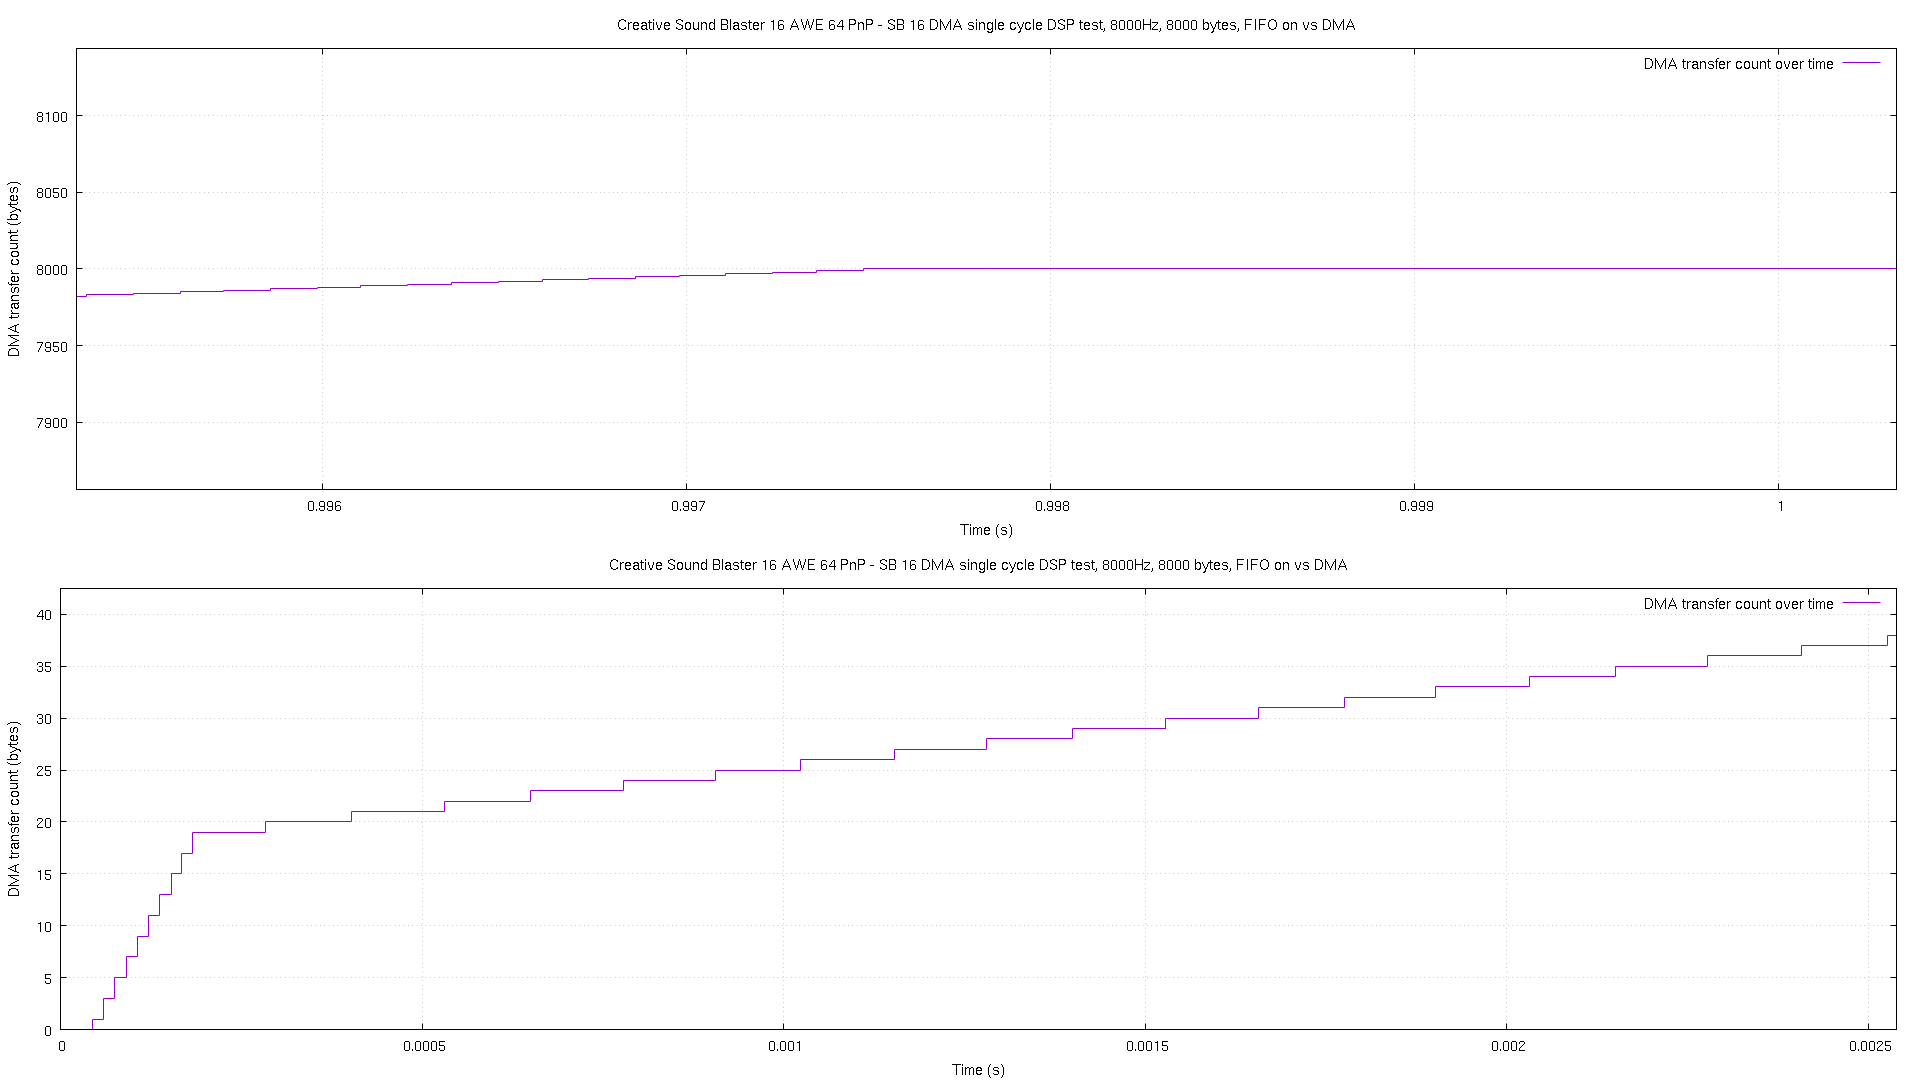 Creative Sound Blaster 16 AWE 64 PnP - SB 16 DMA single cycle DSP test, 8000Hz, 8000 bytes, FIFO on vs DMA
DMA transfer count over time
8100
8050
8000
7950
7900
DMA transfer count (bytes)
0.996 0.997 0.998 0.999 1
Time (s)
Creative Sound Blaster 16 AWE 64 PnP - SB 16 DMA single cycle DSP test, 8000Hz, 8000 bytes, FIFO on vs DMA
DMA transfer count over time
40
35
30
25
20
15
10
5
0
DMA transfer count (bytes)
0 0.0005 0.001 0.0015 0.002 0.0025
Time (s)